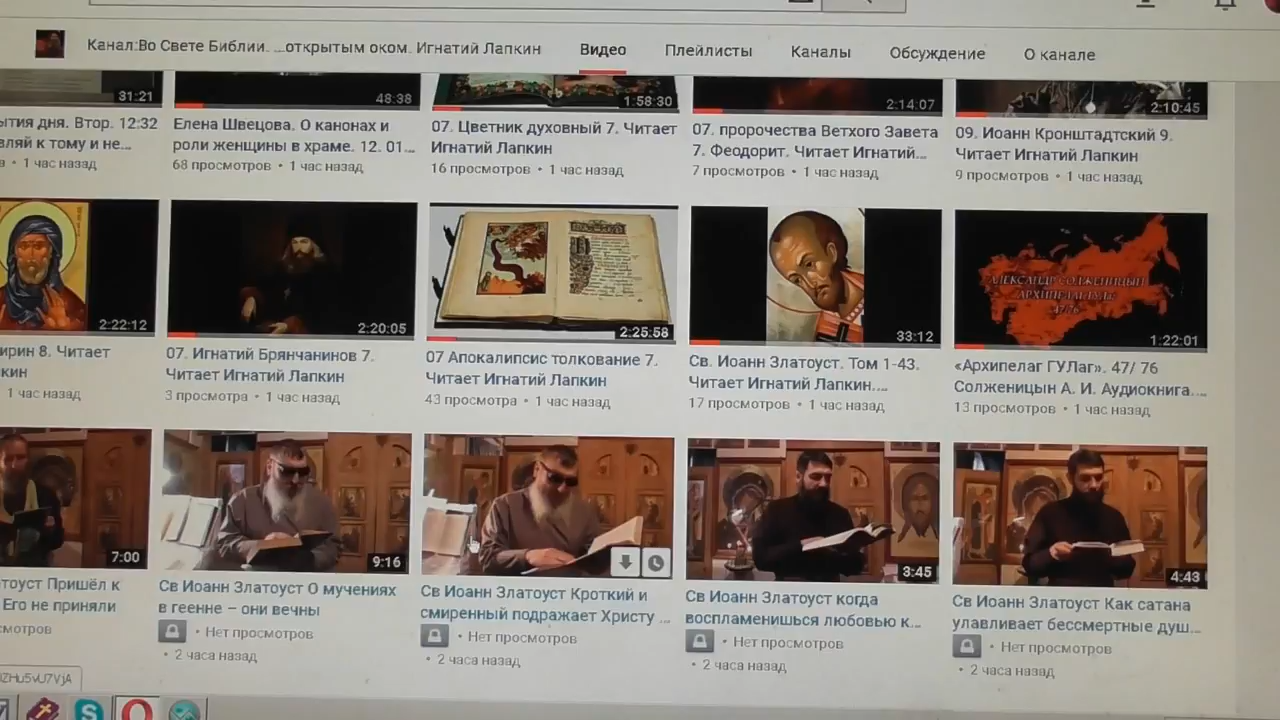 Канал:Во Свете Библии. ...открытым оком. Игнатий Лапкин
Видео
Плейлисты
Каналы
Обсуждение
О канале
31:21
48:38
1:58:30
2:14:07
2:10:45
ытия дня. Втор. 12:32
вляй к тому и не...
а • 1 час назад
Елена Швецова. О канонах и
роли женщины в храме. 12. 01....
68 просмотров • 1 час назад
07. Цветник духовный 7. Читает
Игнатий Лапкин
16 просмотров • 1 час назад
07. пророчества Ветхого Завета
7. Феодорит. Читает Игнатий...
7 просмотров • 1 час назад
09. Иоанн Кронштадтский 9.
Читает Игнатий Лапкин
9 просмотров • 1 час назад
АЛЕКСАНДР СОЛЖЕНИЦЫН
АРХИПЕЛАГ ГУЛаг
47/76
2:22:12
2:20:05
2:25:58
33:12
1:22:01
ирин 8. Читает
кин
1 час назад
07. Игнатий Брянчанинов 7.
Читает Игнатий Лапкин
3 просмотра • 1 час назад
07 Апокалипсис толкование 7.
Читает Игнатий Лапкин
43 просмотра • 1 час назад
Св. Иоанн Златоуст. Том 1-43.
Читает Игнатий Лапкин....
17 просмотров • 1 час назад
«Архипелаг ГУЛаг». 47/ 76
Солженицын А. И. Аудиокнига....
13 просмотров • 1 час назад
7:00
9:16
3:45
4:43
тоуст Пришёл к
Его не приняли
смотров
Св Иоанн Златоуст О мучениях
в геенне – они вечны
• Нет просмотров
• 2 часа назад
Св Иоанн Златоуст Кроткий и
смиренный подражает Христу ...
• Нет просмотров
• 2 часа назад
Св Иоанн Златоуст когда
воспламенишься любовью к...
• Нет просмотров
• 2 часа назад
Св Иоанн Златоуст Как сатана
улавливает бессмертные душ...
• Нет просмотров
• 2 часа назад